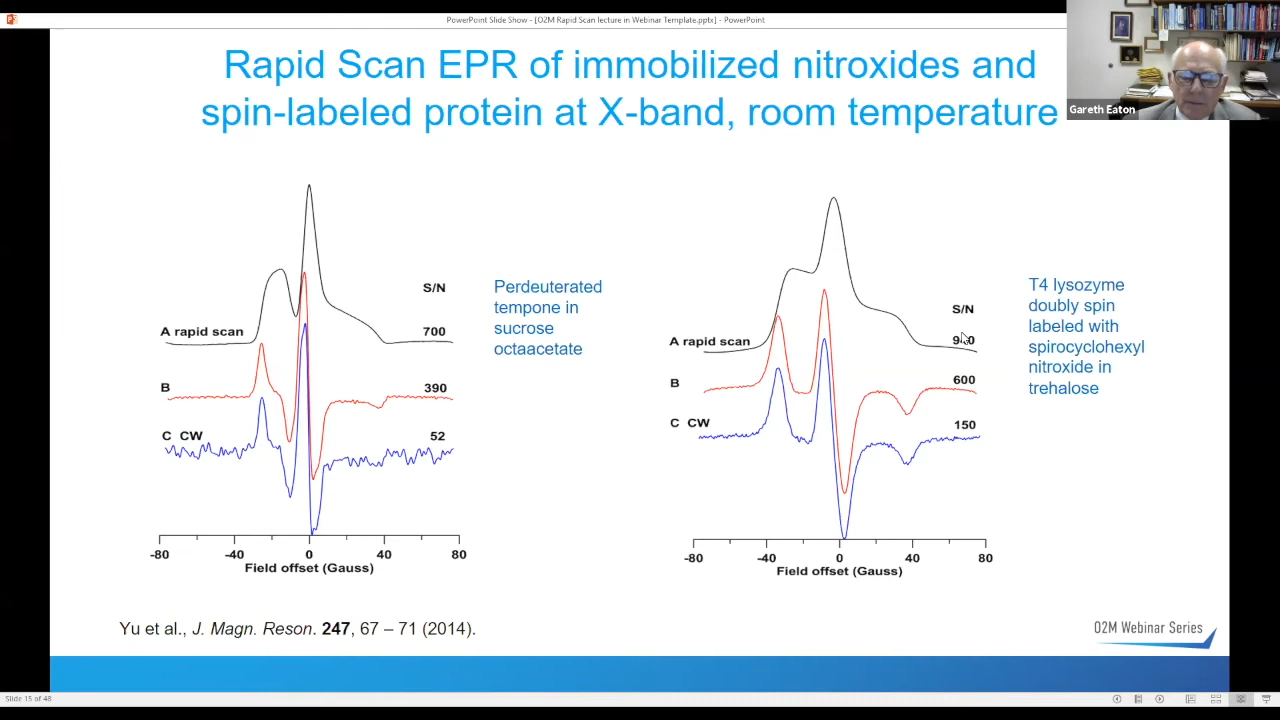 PowerPoint Slide Show - [O2M Rapid Scan lecture in Webinar Template.pptx] - PowerPoint
Rapid Scan EPR of immobilized nitroxides and
spin-labeled protein at X-band, room temperature
Gareth Eaton
S/N
A rapid scan 700
B 390
C CW 52
-80 -40 0 40 80
Field offset (Gauss)
Perdeuterated
tempone in
sucrose
octaacetate
S/N
A rapid scan
B 600
C CW 150
-80 -40 0 40 80
Field offset (Gauss)
T4 lysozyme
doubly spin
labeled with
spirocyclohexyl
nitroxide in
trehalose
Yu et al., J. Magn. Reson. 247, 67 – 71 (2014).
O2M Webinar Series
Slide 15 of 48